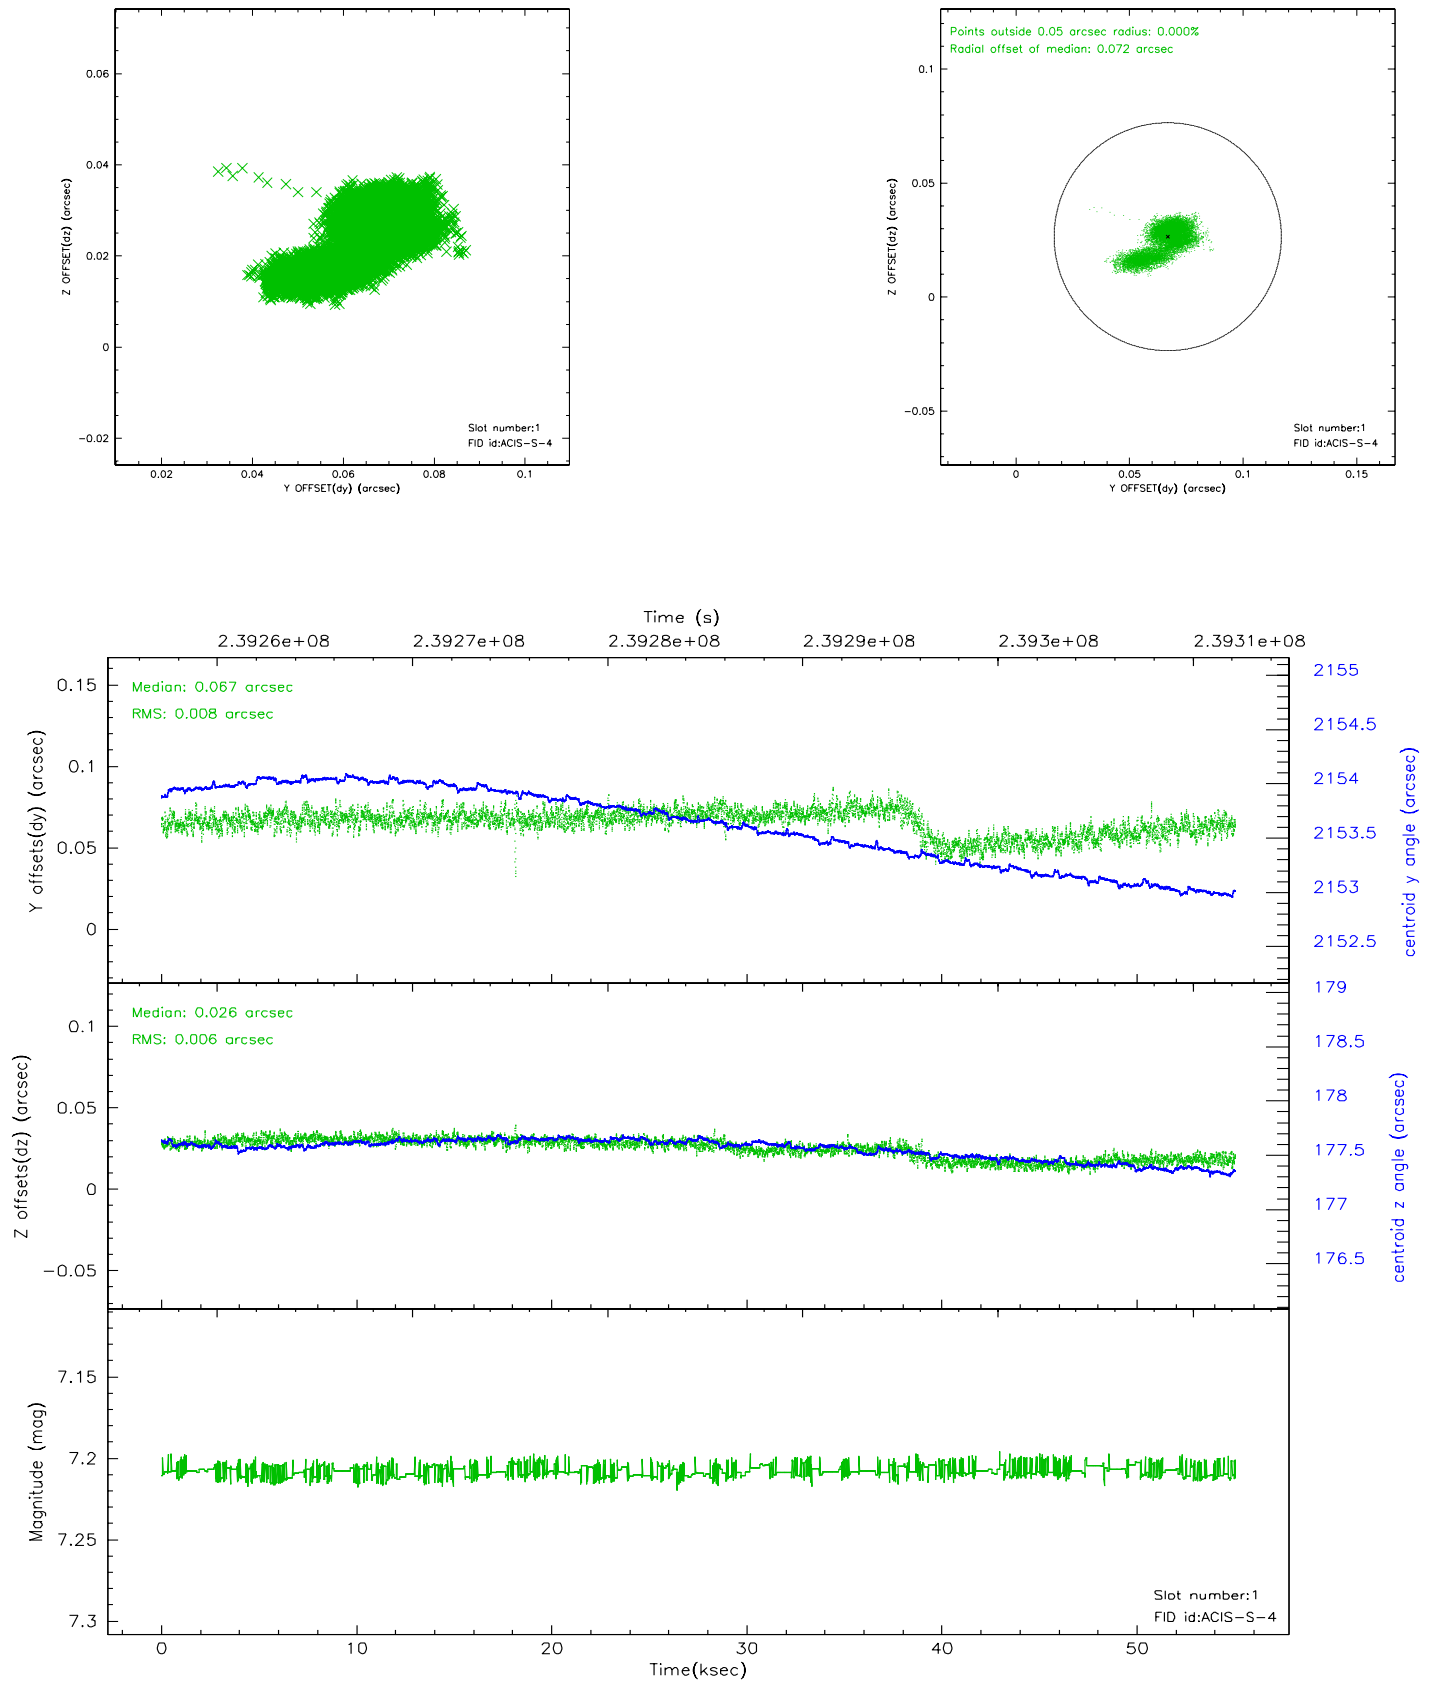 0.06
0.04
0.02
0
-0.02
Z OFFSET(dz) (arcsec)
Slot number:1
FID id:ACIS-S-4
0.02 0.04 0.06 0.08 0.1
Y OFFSET(dy) (arcsec)
Points outside 0.05 arcsec radius: 0.000%
Radial offset of median: 0.072 arcsec
0.1
0.05
0
-0.05
Z OFFSET(dz) (arcsec)
Slot number:1
FID id:ACIS-S-4
0 0.05 0.1 0.15
Y OFFSET(dy) (arcsec)
Time (s)
2.3926e+08 2.3927e+08 2.3928e+08 2.3929e+08 2.393e+08 2.3931e+08
Median: 0.067 arcsec
RMS: 0.008 arcsec
0.15
0.1
0.05
0
Y offsets(dy) (arcsec)
2155
2154.5
2154
2153.5
2153
2152.5
centroid y angle (arcsec)
Median: 0.026 arcsec
RMS: 0.006 arcsec
0.1
0.05
0
-0.05
Z offsets(dz) (arcsec)
179
178.5
178
177.5
177
176.5
centroid z angle (arcsec)
7.15
7.2
7.25
7.3
Magnitude (mag)
Slot number:1
FID id:ACIS-S-4
0 10 20 30 40 50
Time(ksec)